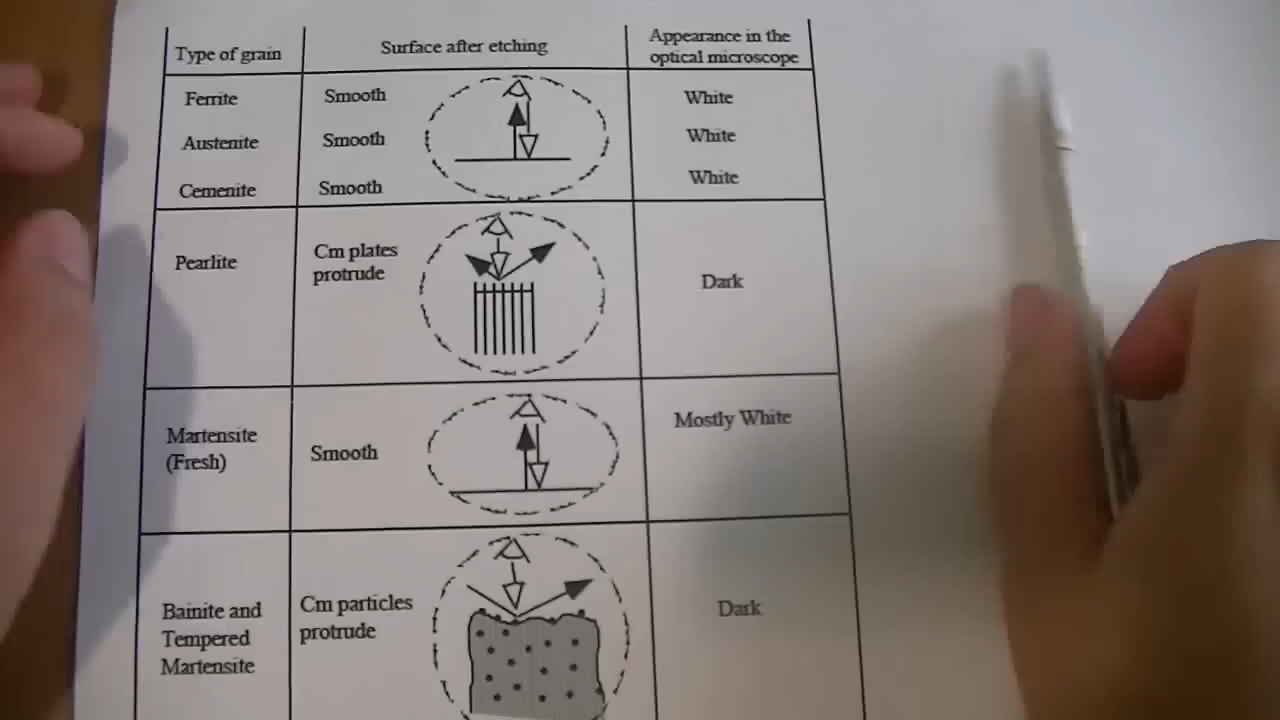 Type of grain
Surface after etching
Appearance in the
optical microscope
Ferrite
Smooth
White
Austenite
Smooth
White
Cemenite
Smooth
White
Pearlite
Cm plates
protrude
Dark
Martensite
(Fresh)
Smooth
Mostly White
Bainite and
Tempered
Martensite
Cm particles
protrude
Dark